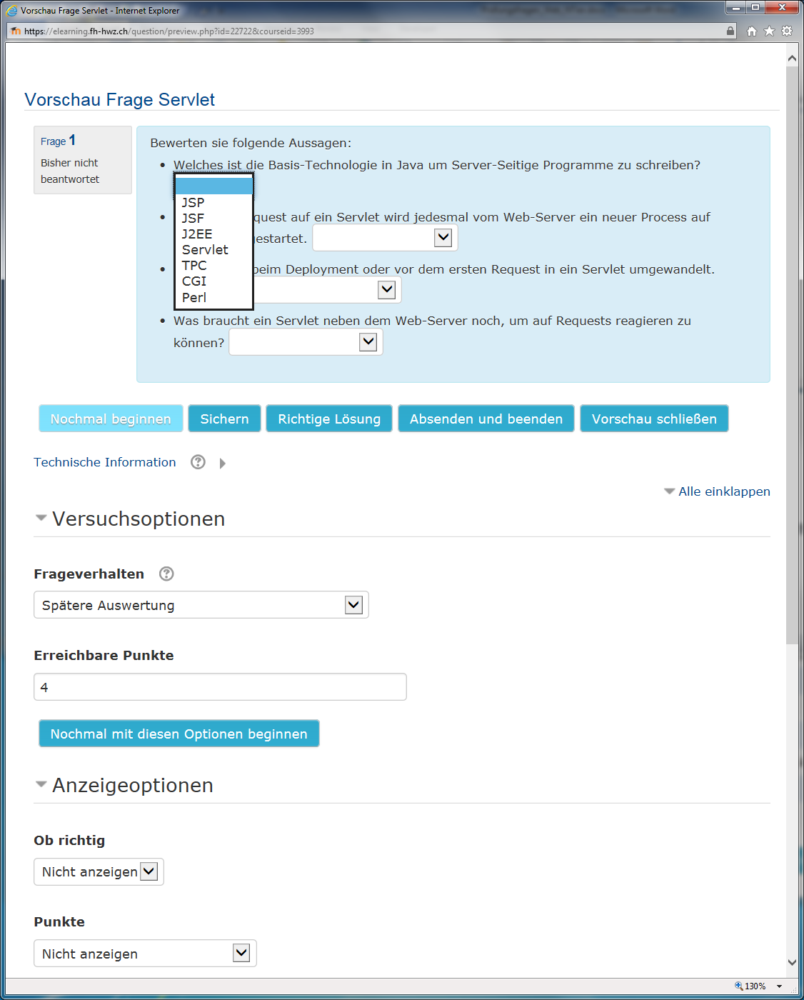 Vorschau Frage Servlet - Internet Explorer
https://elearning.fh-hwz.ch/question/preview.php?id=22722&courseid=3993
Vorschau Frage Servlet
Frage 1
Bisher nicht
beantwortet
Bewerten sie folgende Aussagen:
• Welches ist die Basis-Technologie in Java um Server-Seitige Programme zu schreiben?
JSP
JSF
J2EE
Servlet
TPC
CGI
Perl
• quest auf ein Servlet wird jedesmal vom Web-Server ein neuer Process auf
estartet.
• beim Deployment oder vor dem ersten Request in ein Servlet umgewandelt.
• Was braucht ein Servlet neben dem Web-Server noch, um auf Requests reagieren zu
können?
Nochmal beginnen Sichern Richtige Lösung Absenden und beenden Vorschau schließen
Technische Information
Alle einklappen
Versuchsoptionen
Frageverhalten
Spätere Auswertung
Erreichbare Punkte
4
Nochmal mit diesen Optionen beginnen
Anzeigeoptionen
Ob richtig
Nicht anzeigen
Punkte
Nicht anzeigen
130%